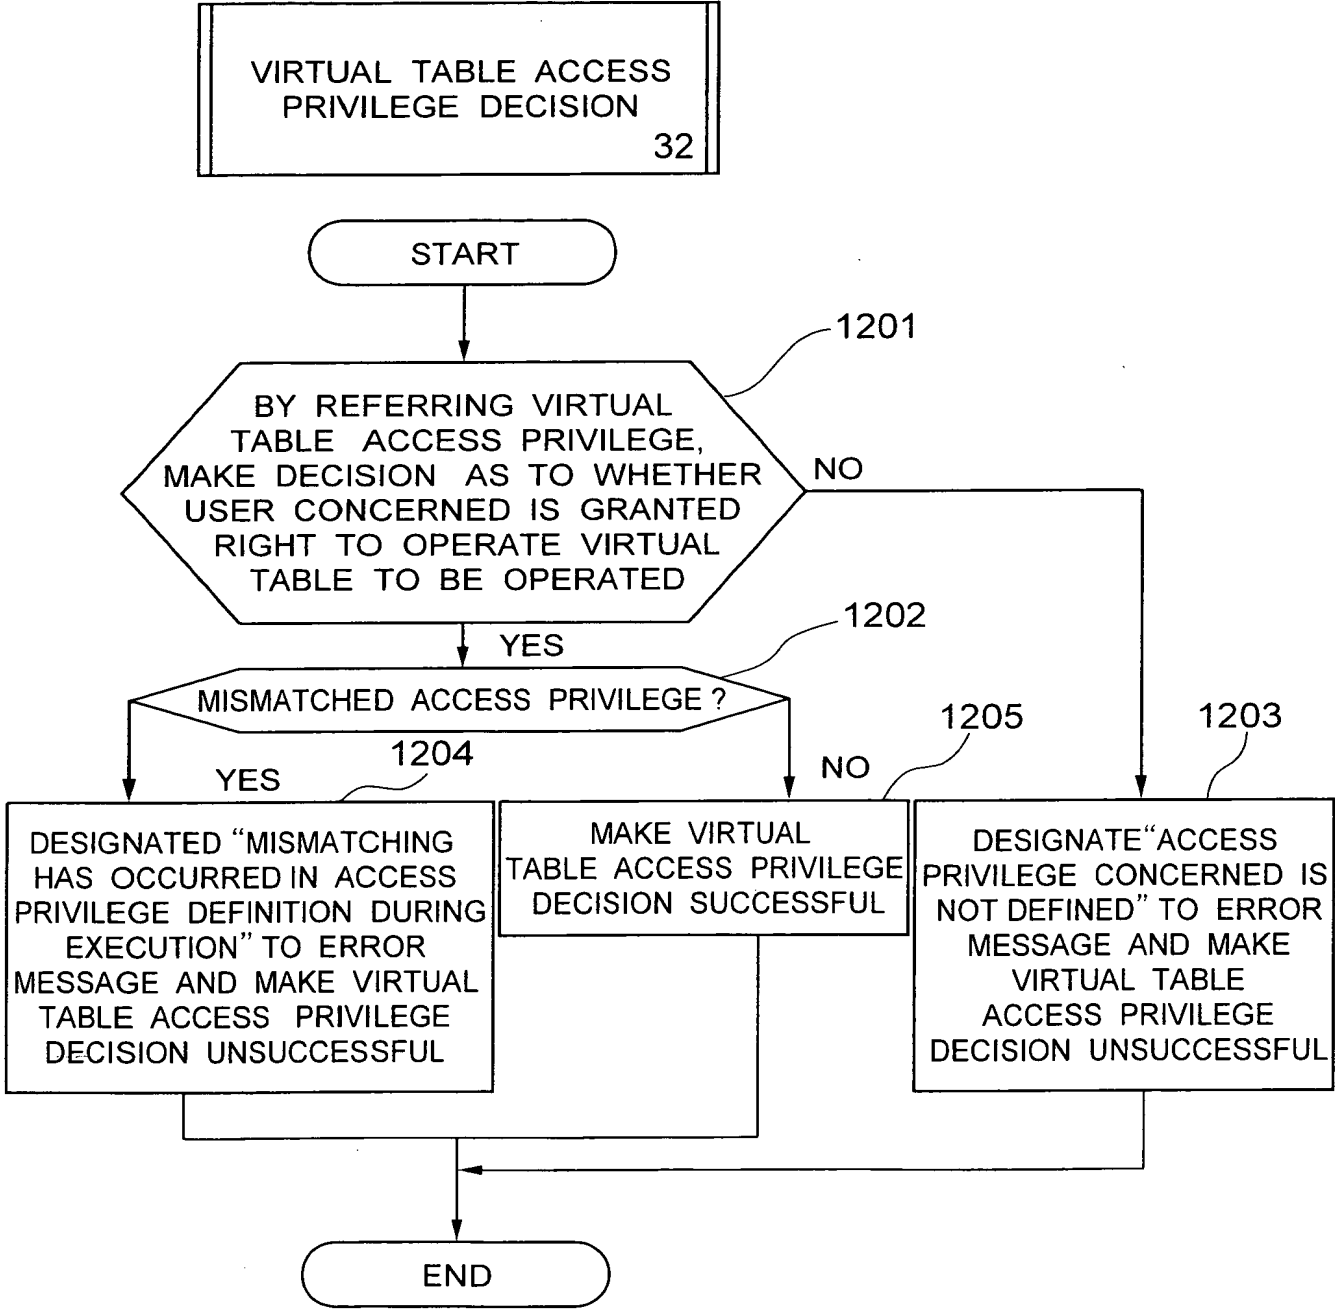 VIRTUAL TABLE ACCESS
PRIVILEGE DECISION
32
START
1201
BY REFERRING VIRTUAL
TABLE ACCESS PRIVILEGE,
MAKE DECISION AS TO WHETHER
USER CONCERNED IS GRANTED
RIGHT TO OPERATE VIRTUAL
TABLE TO BE OPERATED
NO
YES
1202
MISMATCHED ACCESS PRIVILEGE ?
YES
1204
NO
1205
1203
DESIGNATED “MISMATCHING
HAS OCCURRED IN ACCESS
PRIVILEGE DEFINITION DURING
EXECUTION” TO ERROR
MESSAGE AND MAKE VIRTUAL
TABLE ACCESS PRIVILEGE
DECISION UNSUCCESSFUL
MAKE VIRTUAL
TABLE ACCESS PRIVILEGE
DECISION SUCCESSFUL
DESIGNATE “ACCESS
PRIVILEGE CONCERNED IS
NOT DEFINED” TO ERROR
MESSAGE AND MAKE
VIRTUAL TABLE
ACCESS PRIVILEGE
DECISION UNSUCCESSFUL
END